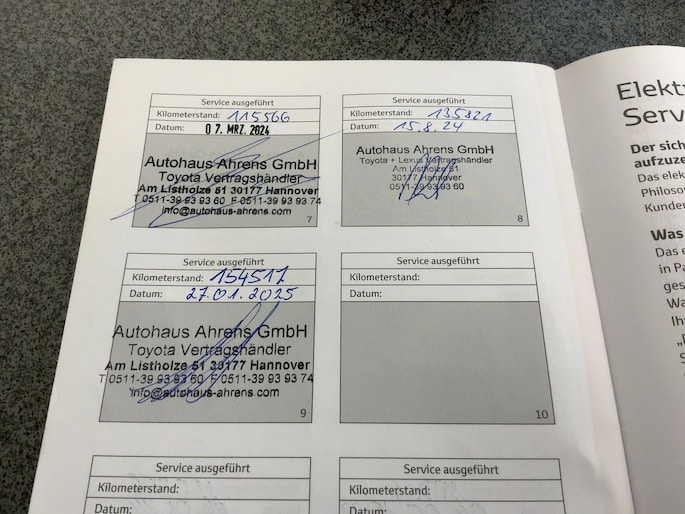 Service ausgeführt
Kilometerstand: 115566
Datum: 07. MRZ. 2024
Autohaus Ahrens GmbH
Toyota Vertragshändler
Am Listholze 51 30177 Hannover
T 0511-39 93 93 60 F 0511-39 93 93 74
info@autohaus-ahrens.com
7
Service ausgeführt
Kilometerstand: 135821
Datum: 15.8.24
Autohaus Ahrens GmbH
Toyota + Lexus Vertragshändler
Am Listholze 51
30177 Hannover
0511-39 93 93 60
8
Service ausgeführt
Kilometerstand: 154517
Datum: 27.01.2025
Autohaus Ahrens GmbH
Toyota Vertragshändler
Am Listholze 51 30177 Hannover
T 0511-39 93 93 60 F 0511-39 93 93 74
info@autohaus-ahrens.com
9
Service ausgeführt
Kilometerstand:
Datum:
10
Service ausgeführt
Kilometerstand:
Datum:
Service ausgeführt
Kilometerstand:
Datum:
Elekt
Serv
Der sich
aufzuze
Das elek
Philoso
Kunder
Was
Das e
in Pa
ges
Wa
Ih